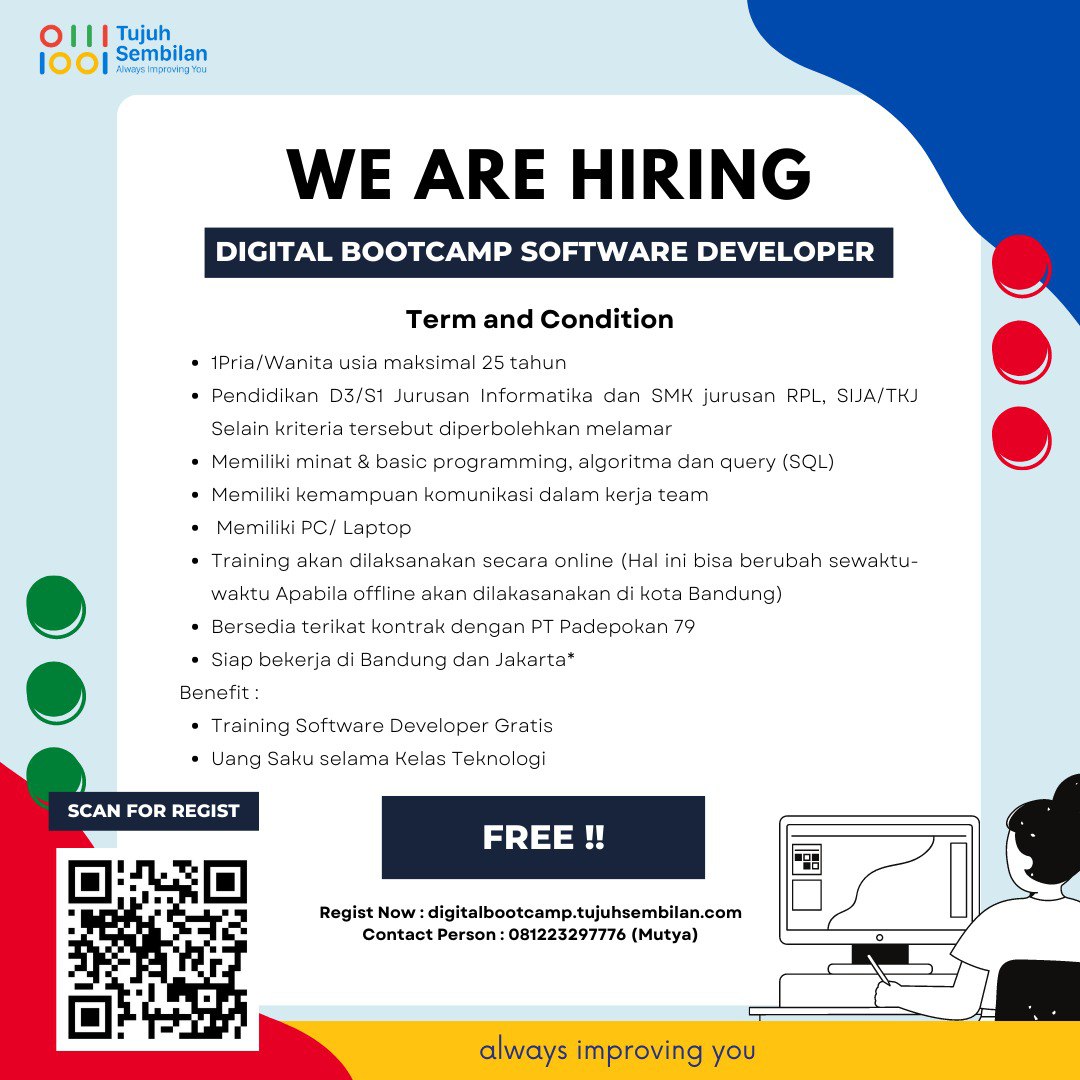 Tujuh
Sembilan
Always Improving You
WE ARE HIRING
DIGITAL BOOTCAMP SOFTWARE DEVELOPER
Term and Condition
• 1Pria/Wanita usia maksimal 25 tahun
• Pendidikan D3/S1 Jurusan Informatika dan SMK jurusan RPL, SIJA/TKJ
Selain kriteria tersebut diperbolehkan melamar
• Memiliki minat & basic programming, algoritma dan query (SQL)
• Memiliki kemampuan komunikasi dalam kerja team
• Memiliki PC/ Laptop
• Training akan dilaksanakan secara online (Hal ini bisa berubah sewaktu-
waktu Apabila offline akan dilakasanakan di kota Bandung)
• Bersedia terikat kontrak dengan PT Padepokan 79
• Siap bekerja di Bandung dan Jakarta*
Benefit :
• Training Software Developer Gratis
• Uang Saku selama Kelas Teknologi
SCAN FOR REGIST
FREE !!
Regist Now : digitalbootcamp.tujuhsembilan.com
Contact Person : 081223297776 (Mutya)
always improving you